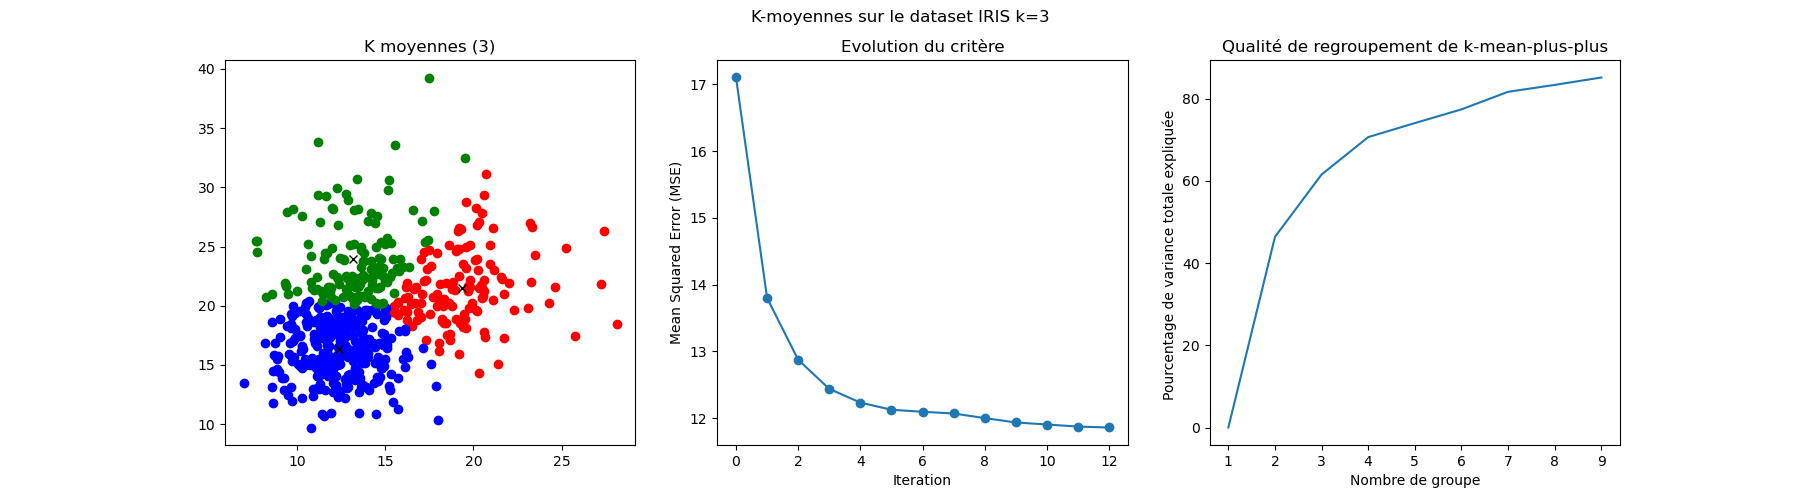 K-moyennes sur le dataset IRIS k=3
K moyennes (3)
40
35
30
25
20
15
10
10 15 20 25
Evolution du critère
Mean Squared Error (MSE)
17
16
15
14
13
12
0 2 4 6 8 10 12
Iteration
Qualité de regroupement de k-mean-plus-plus
Pourcentage de variance totale expliquée
80
60
40
20
0
1 2 3 4 5 6 7 8 9
Nombre de groupe